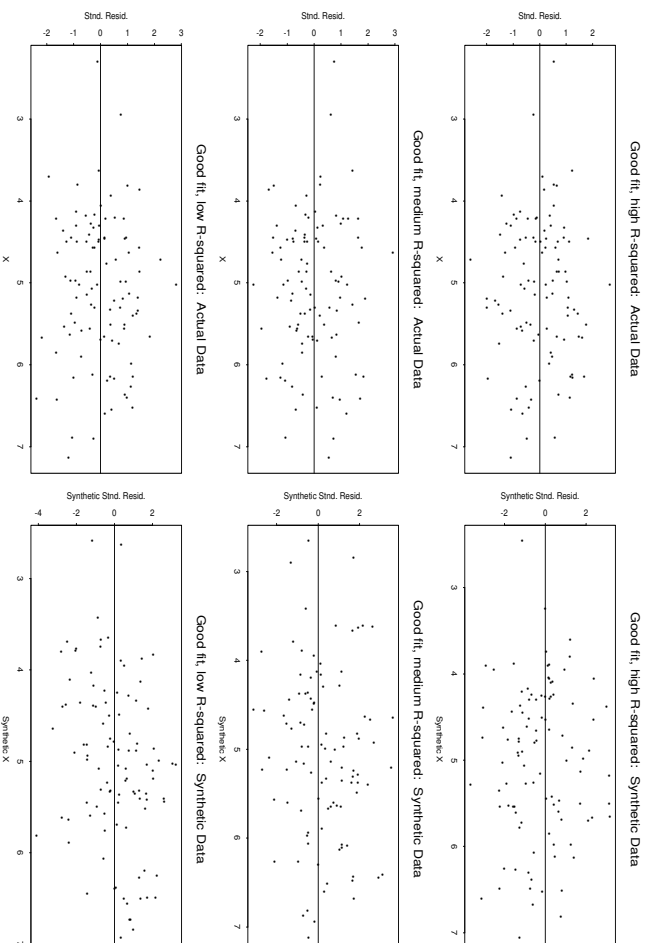 Good fit, high R-squared: Actual Data
Stnd. Resid.
-2 -1 0 1 2
3 4 5 6 7
X
Good fit, high R-squared: Synthetic Data
Synthetic Stnd. Resid.
-2 0 2
3 4 5 6 7
Synthetic X
Good fit, medium R-squared: Actual Data
Stnd. Resid.
-2 -1 0 1 2 3
3 4 5 6 7
X
Good fit, medium R-squared: Synthetic Data
Synthetic Stnd. Resid.
-2 0 2
3 4 5 6 7
Synthetic X
Good fit, low R-squared: Actual Data
Stnd. Resid.
-2 -1 0 1 2 3
3 4 5 6 7
X
Good fit, low R-squared: Synthetic Data
Synthetic Stnd. Resid.
-4 -2 0 2
3 4 5 6
Synthetic X